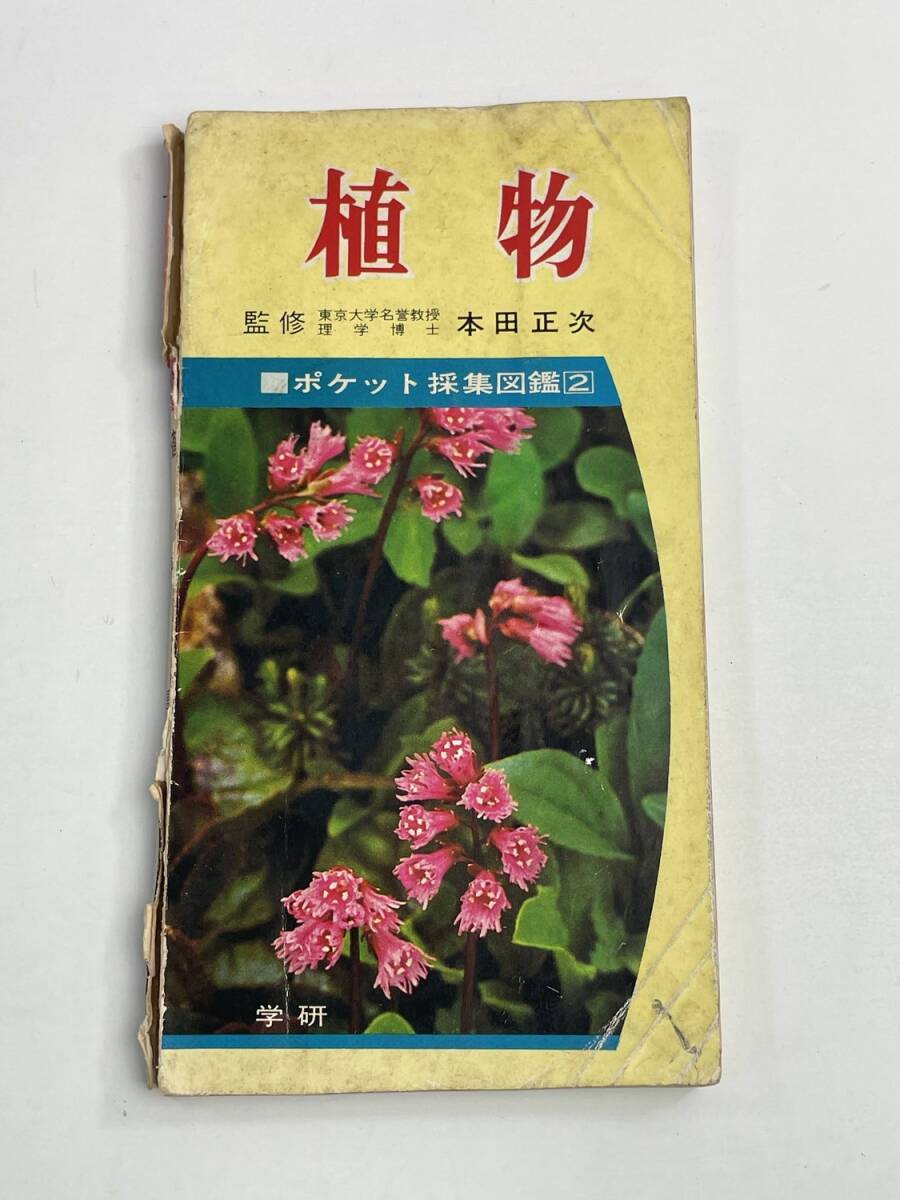 植物
監修 東京大学名誉教授 理学博士 本田正次
ポケット採集図鑑2
学研